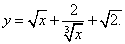 y = √x + 2/∛x + √2.